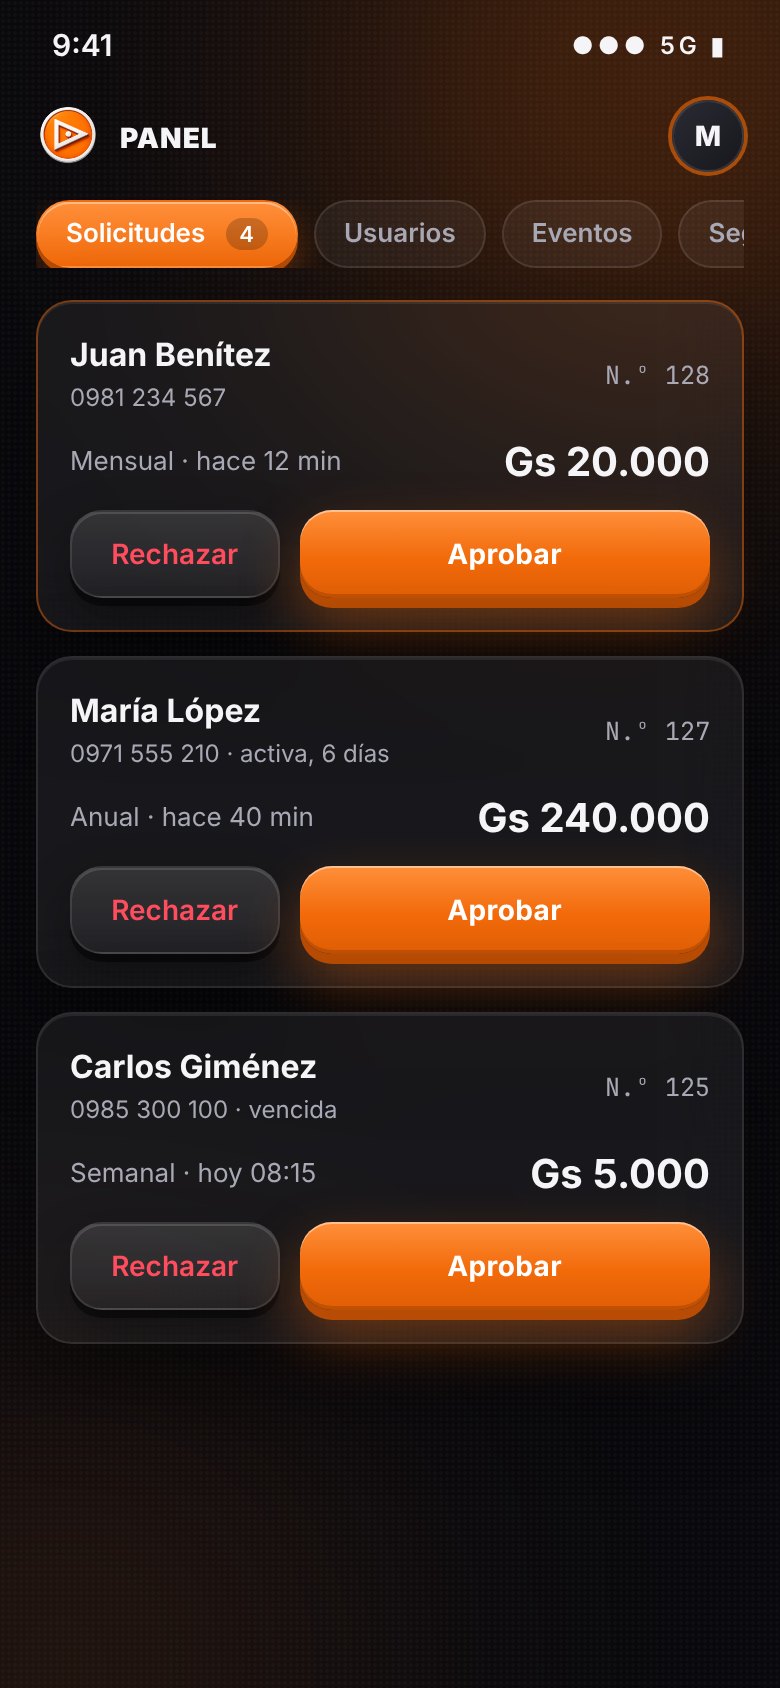 9:41
5G
PANEL
M
Solicitudes 4
Usuarios
Eventos
Juan Benítez
0981 234 567
N.º 128
Mensual · hace 12 min
Gs 20.000
Rechazar
Aprobar
María López
0971 555 210 · activa, 6 días
N.º 127
Anual · hace 40 min
Gs 240.000
Rechazar
Aprobar
Carlos Giménez
0985 300 100 · vencida
N.º 125
Semanal · hoy 08:15
Gs 5.000
Rechazar
Aprobar